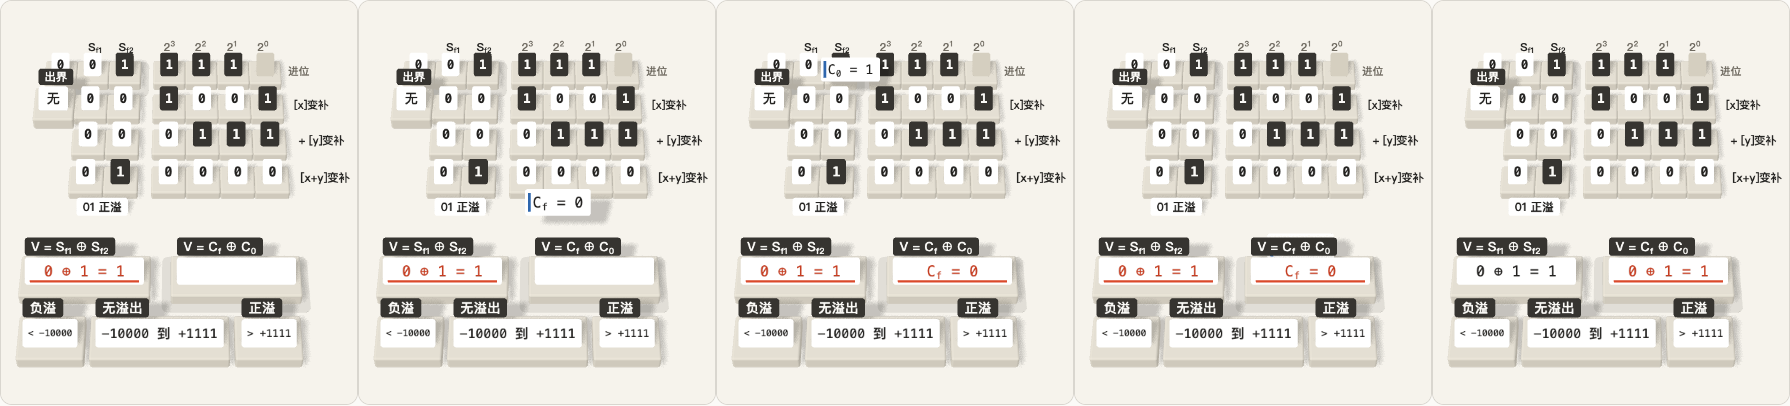 Sf1 Sf2 2³ 2² 2¹ 2⁰
0 0 1 1 1 1 进位
出界
无 0 0 1 0 0 1 [x]变补
0 0 0 1 1 1 + [y]变补
0 1 0 0 0 0 [x+y]变补
01 正溢
V = Sf1 ⊕ Sf2 V = Cf ⊕ C0
0 ⊕ 1 = 1
负溢 无溢出 正溢
< −10000 −10000 到 +1111 > +1111
Sf1 Sf2 2³ 2² 2¹ 2⁰
0 0 1 1 1 1 进位
出界
无 0 0 1 0 0 1 [x]变补
0 0 0 1 1 1 + [y]变补
0 1 0 0 0 0 [x+y]变补
01 正溢 Cf = 0
V = Sf1 ⊕ Sf2 V = Cf ⊕ C0
0 ⊕ 1 = 1
负溢 无溢出 正溢
< −10000 −10000 到 +1111 > +1111
Sf1 Sf2 2³ 2² 2¹ 2⁰
0 0 C0 = 1 1 1 1 进位
出界
无 0 0 1 0 0 1 [x]变补
0 0 0 1 1 1 + [y]变补
0 1 0 0 0 0 [x+y]变补
01 正溢
V = Sf1 ⊕ Sf2 V = Cf ⊕ C0
0 ⊕ 1 = 1 Cf = 0
负溢 无溢出 正溢
< −10000 −10000 到 +1111 > +1111
Sf1 Sf2 2³ 2² 2¹ 2⁰
0 0 1 1 1 1 进位
出界
无 0 0 1 0 0 1 [x]变补
0 0 0 1 1 1 + [y]变补
0 1 0 0 0 0 [x+y]变补
01 正溢
V = Sf1 ⊕ Sf2 V = Cf ⊕ C0
0 ⊕ 1 = 1 Cf = 0
负溢 无溢出 正溢
< −10000 −10000 到 +1111 > +1111
Sf1 Sf2 2³ 2² 2¹ 2⁰
0 0 1 1 1 1 进位
出界
无 0 0 1 0 0 1 [x]变补
0 0 0 1 1 1 + [y]变补
0 1 0 0 0 0 [x+y]变补
01 正溢
V = Sf1 ⊕ Sf2 V = Cf ⊕ C0
0 ⊕ 1 = 1 0 ⊕ 1 = 1
负溢 无溢出 正溢
< −10000 −10000 到 +1111 > +1111